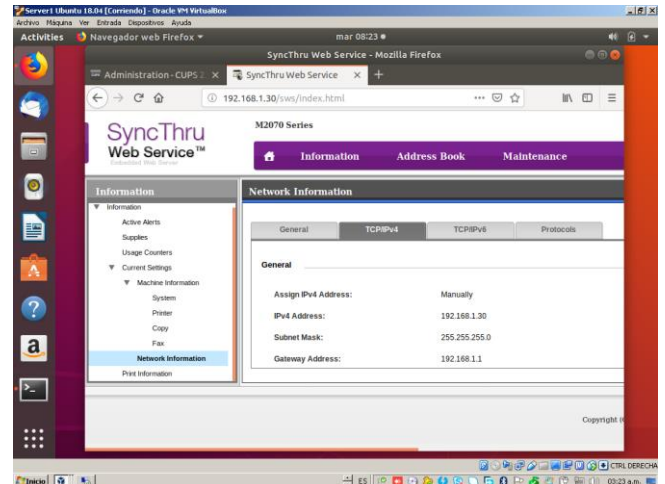 Server1 Ubuntu 18.04 [Corriendo] - Oracle VM VirtualBox
Archivo Máquina Ver Entrada Dispositivos Ayuda
Activities Navegador web Firefox mar 08:23
SyncThru Web Service - Mozilla Firefox
Administration - CUPS 2 SyncThru Web Service
192.168.1.30/sws/index.html
SyncThru
Web Service™
Embedded Web Server
M2070 Series
Information Address Book Maintenance
Information
Network Information
Information
Active Alerts
Supplies
Usage Counters
Current Settings
Machine Information
System
Printer
Copy
Fax
Network Information
Print Information
General TCP/IPv4 TCP/IPv6 Protocols
General
Assign IPv4 Address: Manually
IPv4 Address: 192.168.1.30
Subnet Mask: 255.255.255.0
Gateway Address: 192.168.1.1
Copyright
CTRL DERECHA
Inicio ES 03:23 a.m.